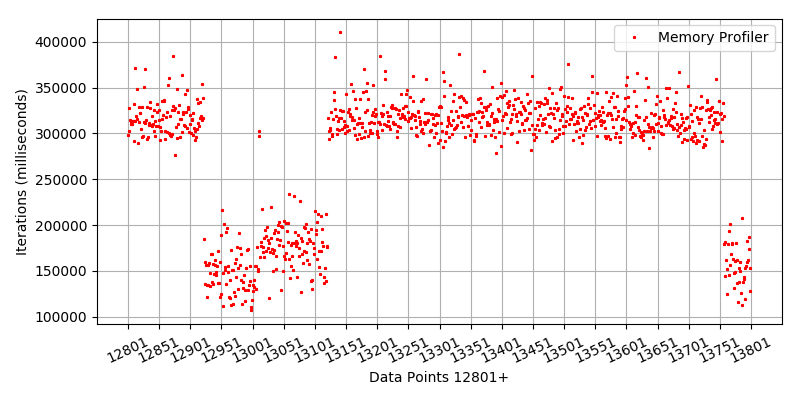 Memory Profiler
400000
350000
300000
250000
200000
150000
100000
Iterations (milliseconds)
12801 12851 12901 12951 13001 13051 13101 13151 13201 13251 13301 13351 13401 13451 13501 13551 13601 13651 13701 13751 13801
Data Points 12801+